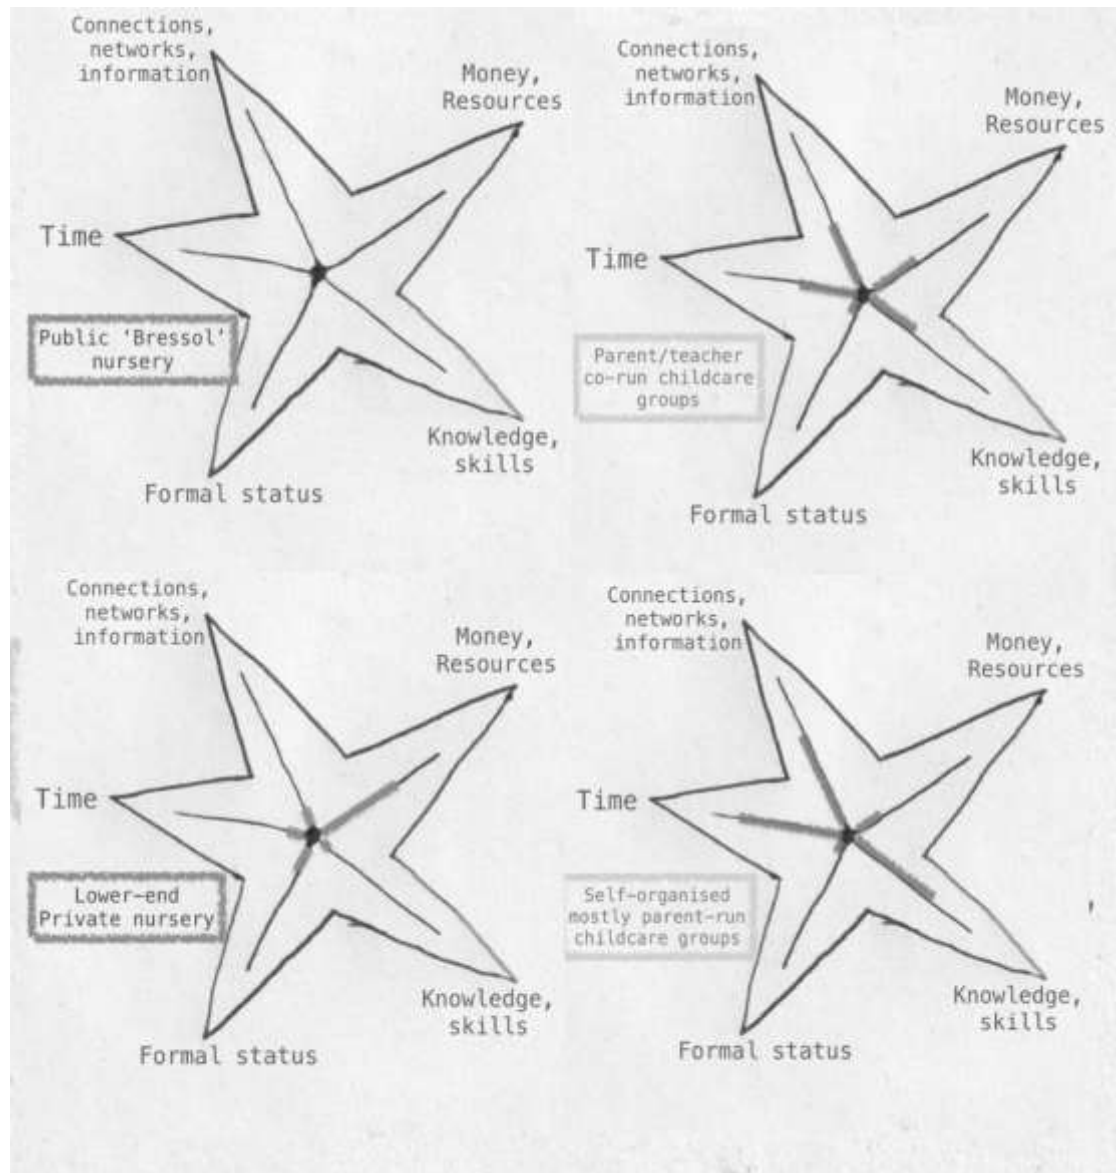 Connections,
networks,
information
Money,
Resources
Time
Public ‘Bressol’
nursery
Knowledge,
skills
Formal status
Connections,
networks,
information
Money,
Resources
Time
Parent/teacher
co-run childcare
groups
Knowledge,
skills
Formal status
Connections,
networks,
information
Money,
Resources
Time
Lower-end
Private nursery
Knowledge,
skills
Formal status
Connections,
networks,
information
Money,
Resources
Time
Self-organised
mostly parent-run
childcare groups
Knowledge,
skills
Formal status